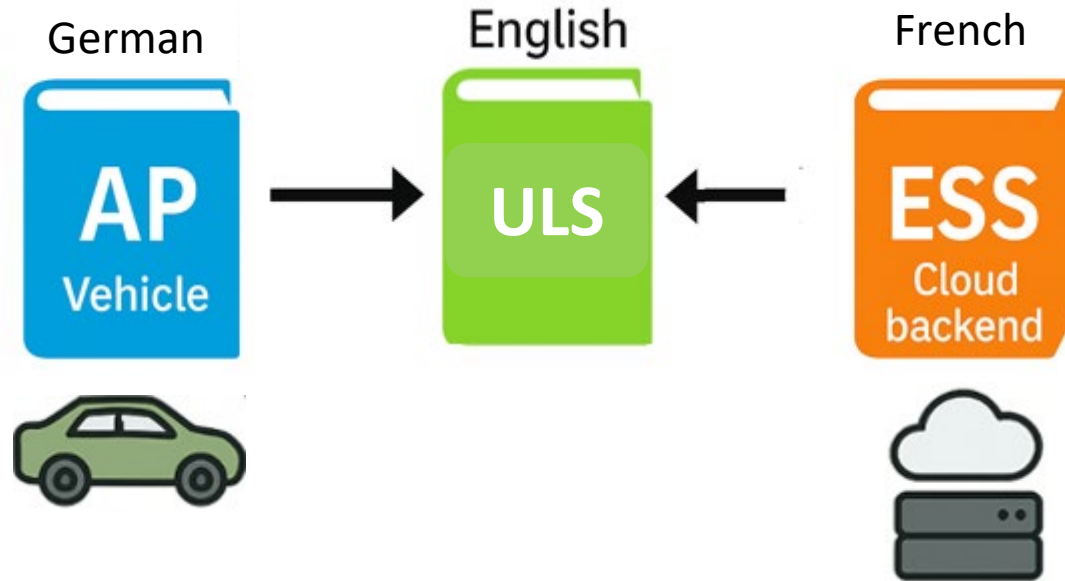 German
English
French
AP
Vehicle
ULS
ESS
Cloud
backend